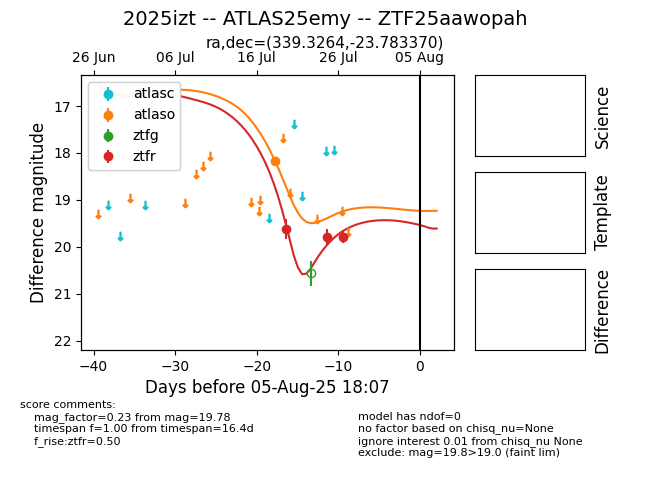 2025izt -- ATLAS25emy -- ZTF25aawopah
ra,dec=(339.3264,-23.783370)
26 Jun 06 Jul 16 Jul 26 Jul 05 Aug
atlasc
atlaso
ztfg
ztfr
17
18
19
20
21
22
Difference magnitude
−40 −30 −20 −10 0
Days before 05-Aug-25 18:07
Science
Template
Difference
score comments:
mag_factor=0.23 from mag=19.78
timespan f=1.00 from timespan=16.4d
f_rise:ztfr=0.50
model has ndof=0
no factor based on chisq_nu=None
ignore interest 0.01 from chisq_nu None
exclude: mag=19.8>19.0 (faint lim)